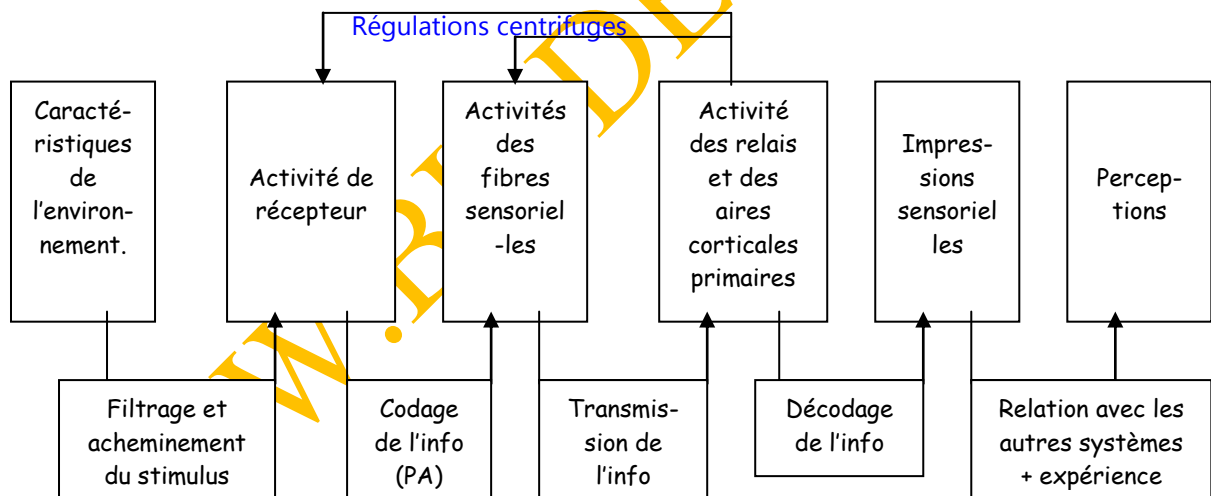 Régulations centrifuges
Caracté-
ristiques
de
l'environ-
nement.
Activité de
récepteur
Activités
des
fibres
sensoriel
-les
Activité
des relais
et des
aires
corticales
primaires
Impres-
sions
sensoriel
les
Percep-
tions
Filtrage et
acheminement
du stimulus
Codage
de l'info
(PA)
Transmis-
sion de
l'info
Décodage
de l'info
Relation avec les
autres systèmes
+ expérience